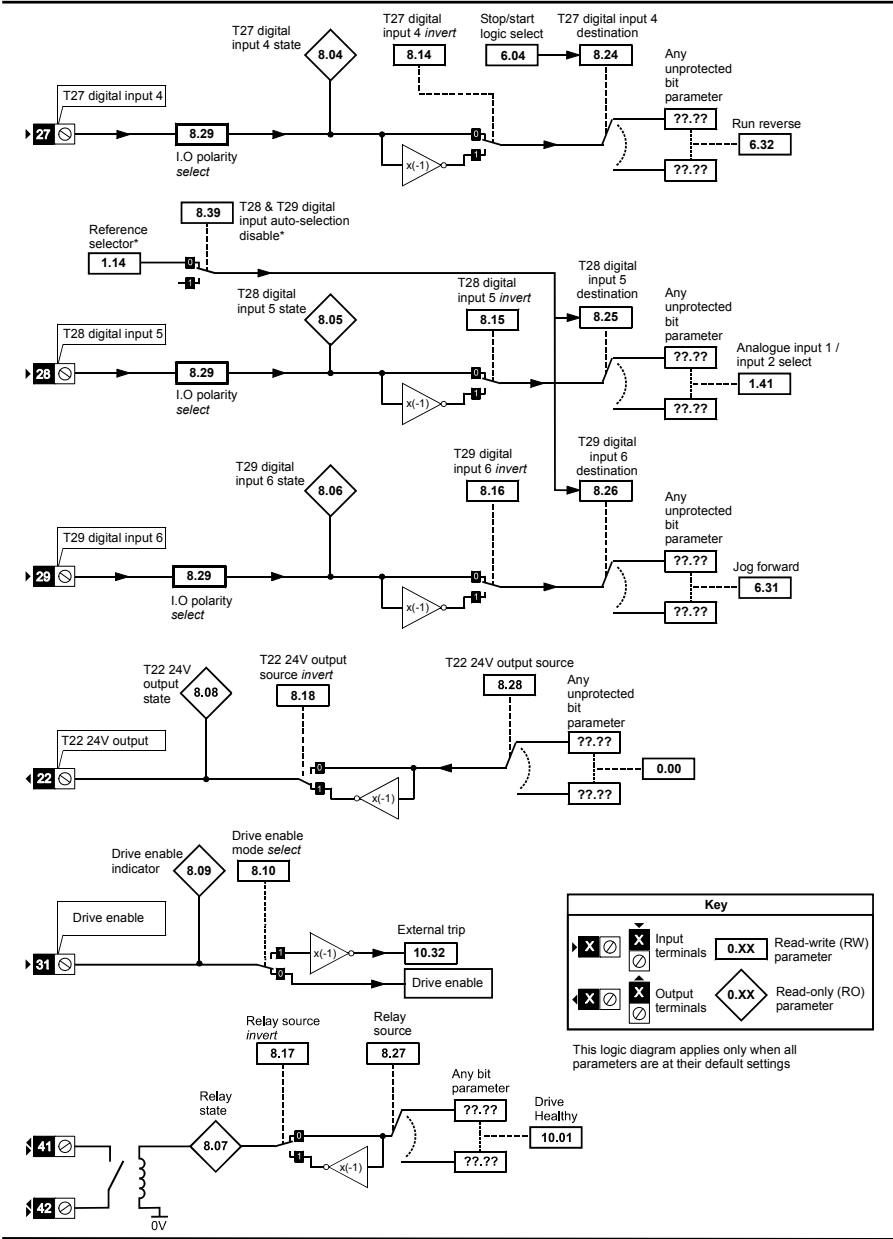 T27 digital
input 4 state
8.04
T27 digital
input 4 invert
8.14
Stop/start
logic select
6.04
T27 digital input 4
destination
8.24
Any
unprotected
bit
parameter
??.??
??.??
Run reverse
6.32
T27 digital input 4
27
8.29
I.O polarity
select
0
1
x(-1)
Reference
selector*
1.14
8.39
T28 & T29 digital
input auto-selection
disable*
0
1
T28 digital
input 5 state
8.05
T28 digital
input 5 invert
8.15
T28 digital
input 5
destination
8.25
Any
unprotected
bit
parameter
??.??
??.??
Analogue input 1 /
input 2 select
1.41
T28 digital input 5
28
8.29
I.O polarity
select
0
1
x(-1)
T29 digital
input 6 state
8.06
T29 digital
input 6 invert
8.16
T29 digital
input 6
destination
8.26
Any
unprotected
bit
parameter
??.??
??.??
Jog forward
6.31
T29 digital input 6
29
8.29
I.O polarity
select
0
1
x(-1)
T22 24V
output
state
8.08
T22 24V output
source invert
8.18
T22 24V output source
8.28
Any
unprotected
bit
parameter
??.??
??.??
0.00
T22 24V output
22
0
1
x(-1)
Drive enable
indicator
8.09
Drive enable
mode select
8.10
Drive enable
31
1
0
x(-1)
External trip
10.32
Drive enable
Key
X
X
Input
terminals
0.XX
Read-write (RW)
parameter
X
X
Output
terminals
0.XX
Read-only (RO)
parameter
This logic diagram applies only when all
parameters are at their default settings
Relay source
invert
8.17
Relay
source
8.27
Any bit
parameter
??.??
??.??
Drive
Healthy
10.01
Relay
state
8.07
0
1
x(-1)
41
42
0V